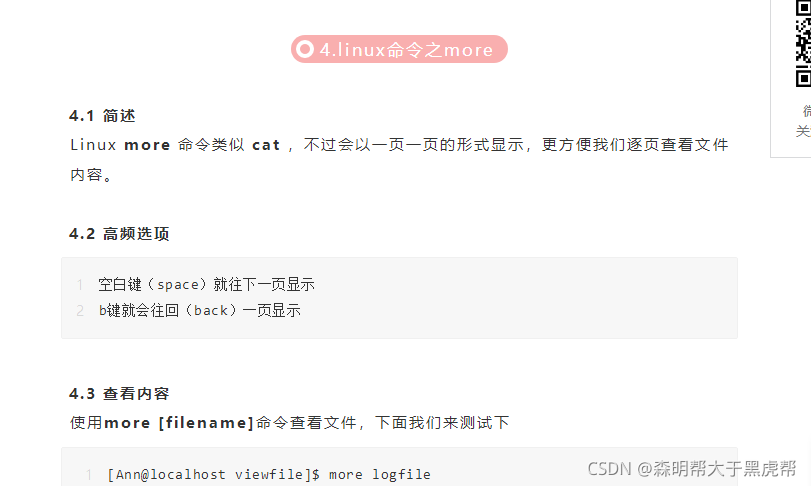 4.linux命令之more
4.1 简述
Linux more 命令类似 cat ，不过会以一页一页的形式显示，更方便我们逐页查看文件
内容。
4.2 高频选项
1 空白键（space）就往下一页显示
2 b键就会往回（back）一页显示
4.3 查看内容
使用more [filename]命令查看文件，下面我们来测试下
1 [Ann@localhost viewfile]$ more logfile
CSDN @森明帮大于黑虎帮